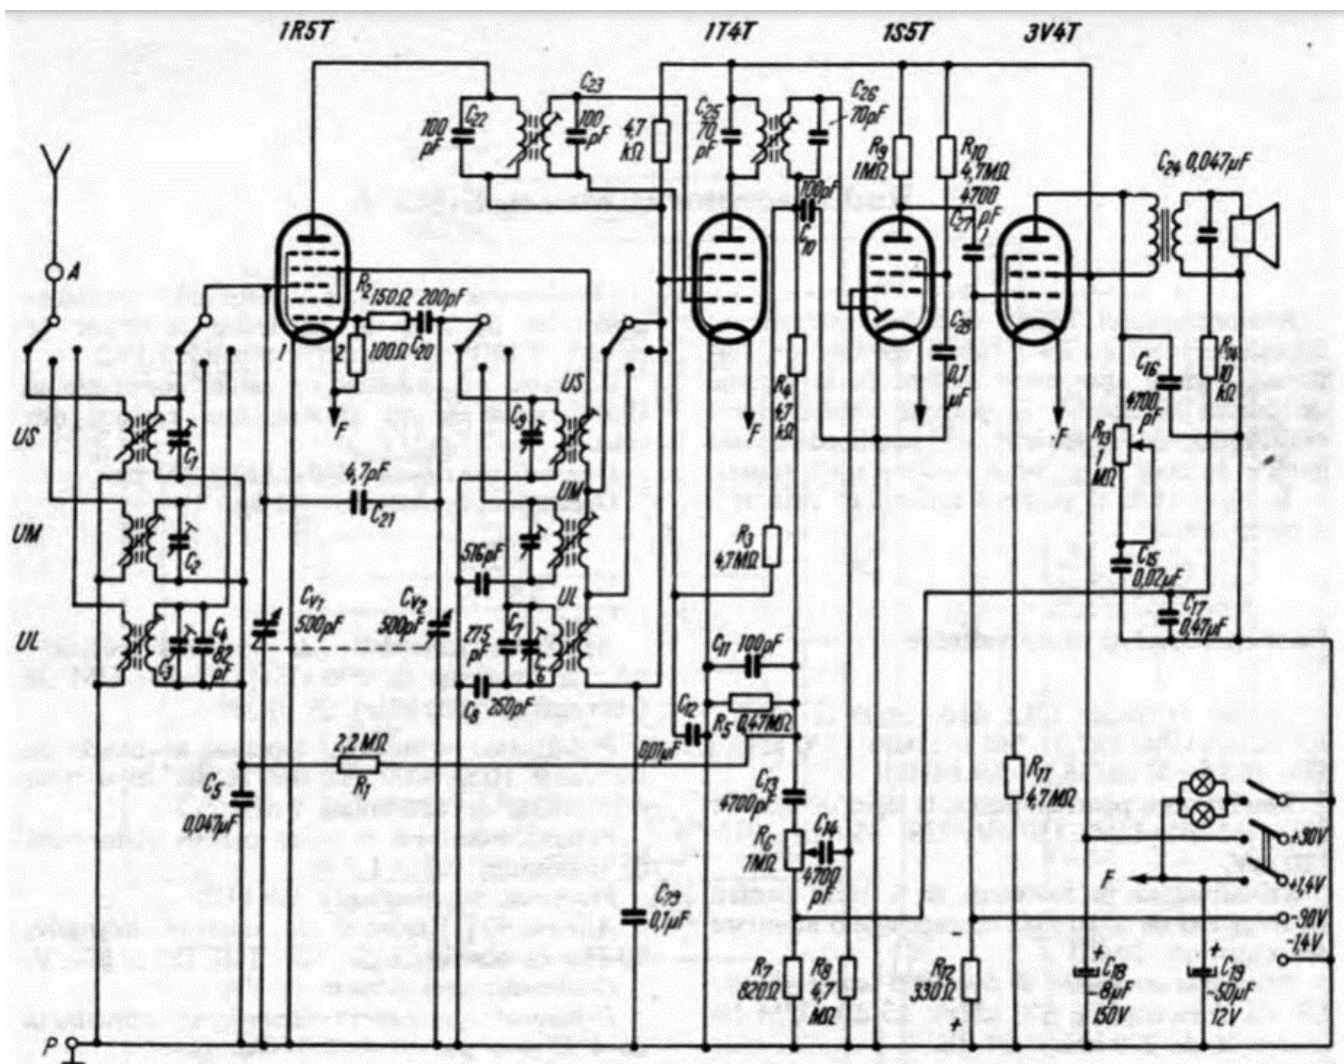 1R5T
1T4T
1S5T
3V4T
A
C22
100
pF
C23
100
pF
4,7
kΩ
C25
70
pF
C26
70pF
R9
1MΩ
R10
4,7MΩ
4700
pF
C27
C24 0,047µF
100pF
C10
R2
150Ω
200pF
C20
100Ω
1
2
F
F
F
C28
0,1
µF
R4
47
kΩ
C16
4700
pF
R14
10
kΩ
R13
1
MΩ
US
C1
US
C9
4,7pF
C21
UM
C2
UM
516pF
R3
4,7MΩ
C15
0,02µF
C17
0,47µF
UL
C3
C4
82
pF
CV1
500pF
CV2
500pF
UL
275
pF
C7
C6
C8
250pF
C11
100pF
C12
0,01µF
R5
0,47MΩ
2,2MΩ
R1
C5
0,047µF
C13
4700pF
R6
1MΩ
C14
4700
pF
R11
4,7MΩ
+90V
+1,4V
F
-90V
-1,4V
C29
0,1µF
R7
820Ω
R8
4,7
MΩ
R12
330Ω
-
+
+
C18
8µF
150V
+
C19
50µF
12V
P